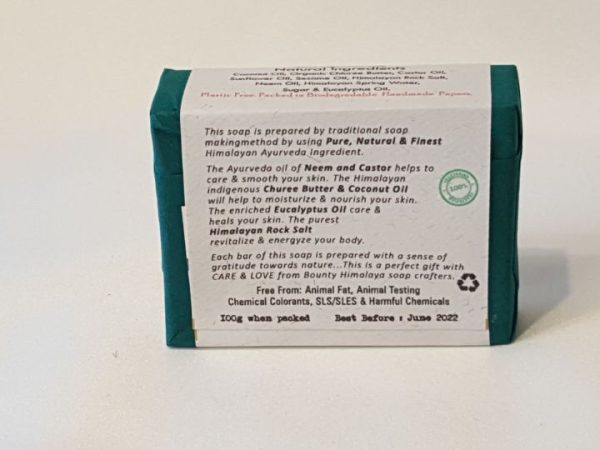 Natural Ingredients
Coconut Oil, Organic Chiuree Butter, Castor Oil,
Sunflower Oil, Sesame Oil, Himalayan Rock Salt,
Neem Oil, Himalayan Spring Water,
Sugar & Eucalyptus Oil.
Plastic Free. Packed in Biodegradable Handmade Papers.
This soap is prepared by traditional soap
makingmethod by using Pure, Natural & Finest
Himalayan Ayurveda Ingredient.
The Ayurveda oil of Neem and Castor helps to
care & smooth your skin. The Himalayan
indigenous Churee Butter & Coconut Oil
will help to moisturize & nourish your skin.
The enriched Eucalyptus Oil care &
heals your skin. The purest
Himalayan Rock Salt
revitalize & energyze your body.
100%
Each bar of this soap is prepared with a sense of
gratitude towards nature...This is a perfect gift with
CARE & LOVE from Bounty Himalaya soap crafters.
Free From: Animal Fat, Animal Testing
Chemical Colorants, SLS/SLES & Harmful Chemicals
100g when packed Best Before : June 2022